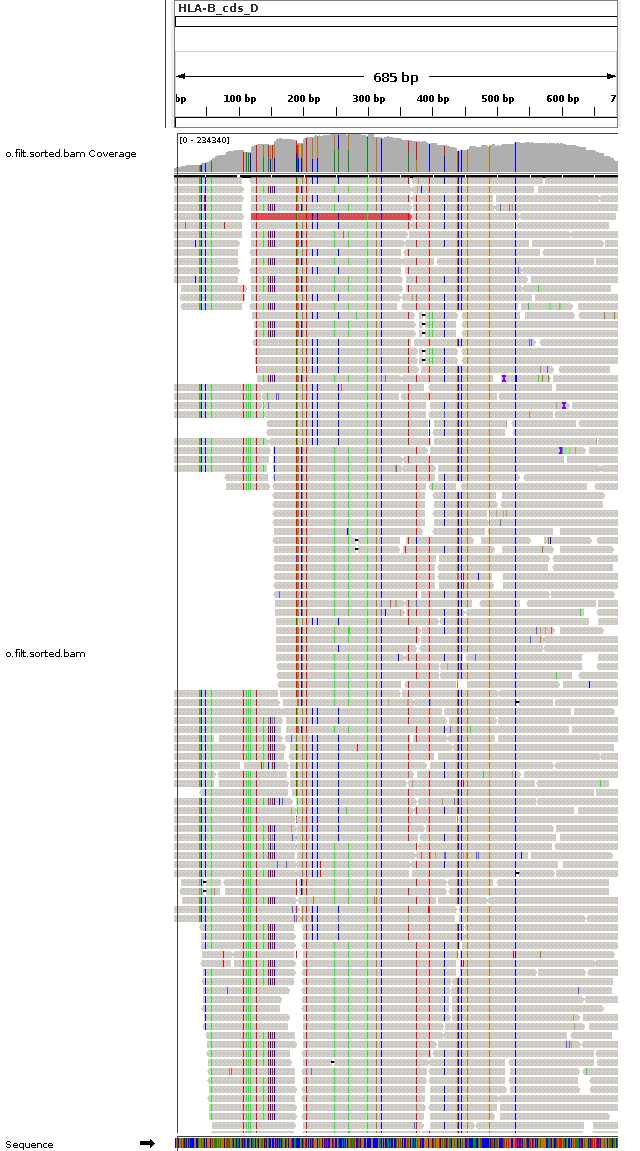 HLA-B_cds_D
685 bp
bp 100 bp 200 bp 300 bp 400 bp 500 bp 600 bp 7
[0 - 234340]
o.filt.sorted.bam Coverage
o.filt.sorted.bam
Sequence